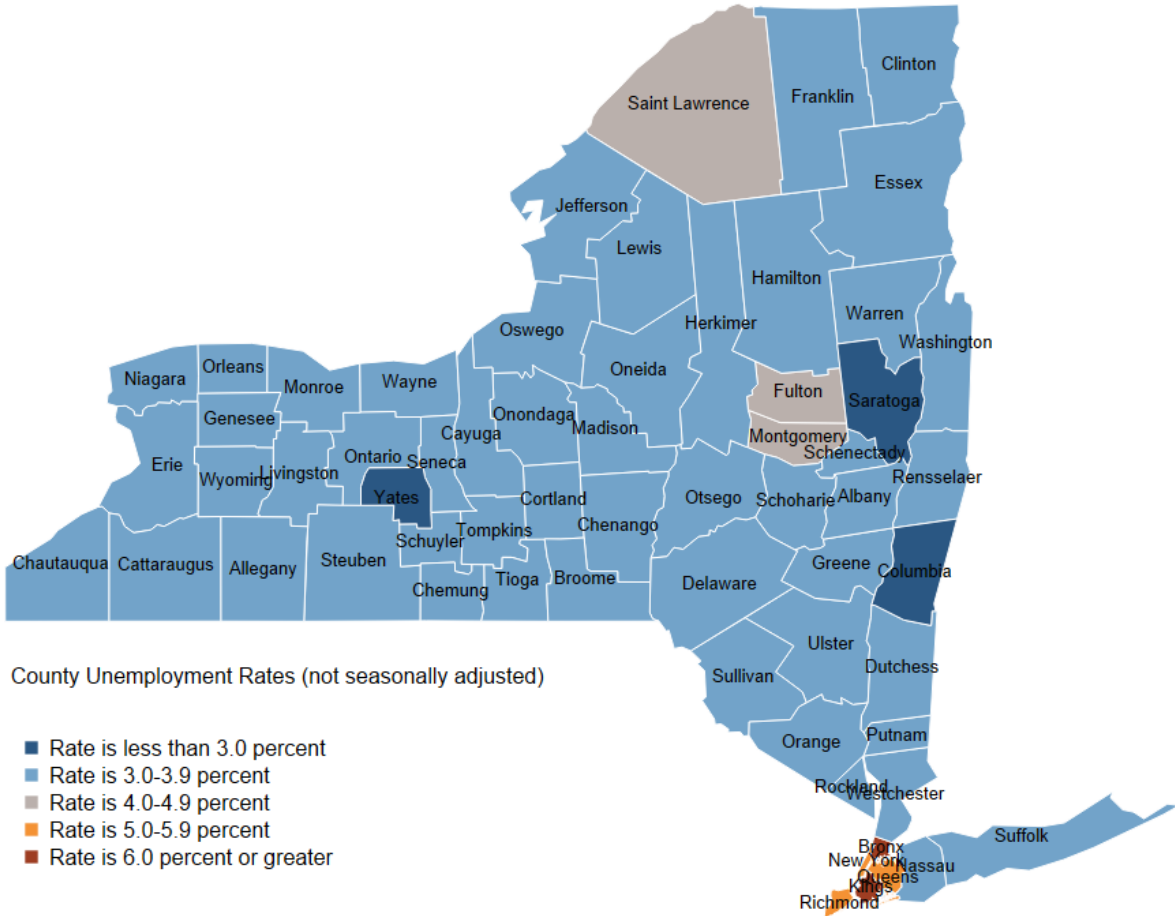 Clinton
Saint Lawrence
Franklin
Essex
Jefferson
Lewis
Hamilton
Warren
Oswego
Herkimer
Washington
Oneida
Orleans
Niagara
Monroe
Wayne
Fulton
Saratoga
Genesee
Onondaga
Madison
Cayuga
Montgomery
Schenectady
Ontario
Seneca
Erie
Wyoming
Livingston
Rensselaer
Yates
Cortland
Otsego
Schoharie
Albany
Chenango
Tompkins
Schuyler
Chautauqua
Cattaraugus
Allegany
Steuben
Greene
Columbia
Chemung
Tioga
Broome
Delaware
Ulster
Dutchess
Sullivan
County Unemployment Rates (not seasonally adjusted)
Orange
Putnam
Rate is less than 3.0 percent
Rate is 3.0-3.9 percent
Rate is 4.0-4.9 percent
Rate is 5.0-5.9 percent
Rate is 6.0 percent or greater
Rockland
Westchester
Suffolk
Bronx
New York
Nassau
Queens
Kings
Richmond